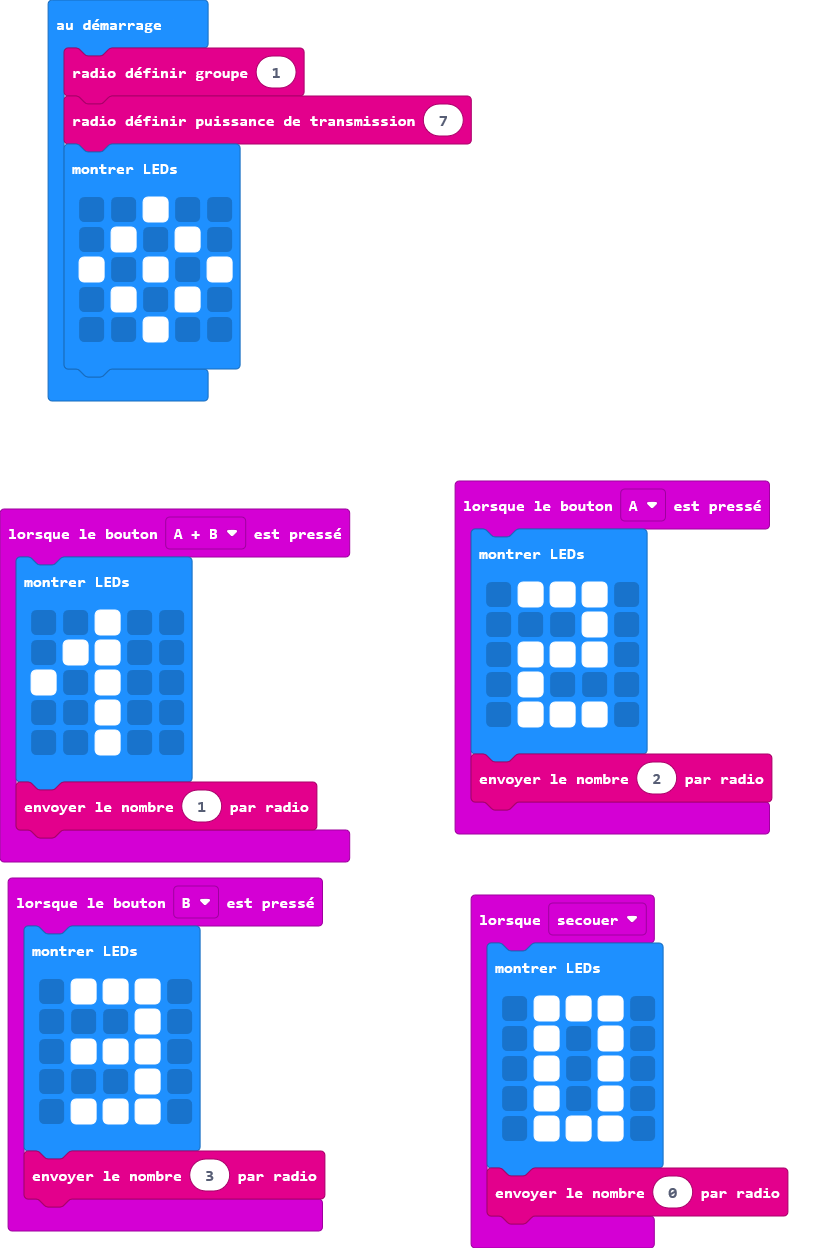 au démarrage
radio définir groupe 1
radio définir puissance de transmission 7
montrer LEDs
lorsque le bouton A + B est pressé
montrer LEDs
envoyer le nombre 1 par radio
lorsque le bouton A est pressé
montrer LEDs
envoyer le nombre 2 par radio
lorsque le bouton B est pressé
montrer LEDs
envoyer le nombre 3 par radio
lorsque secouer
montrer LEDs
envoyer le nombre 0 par radio